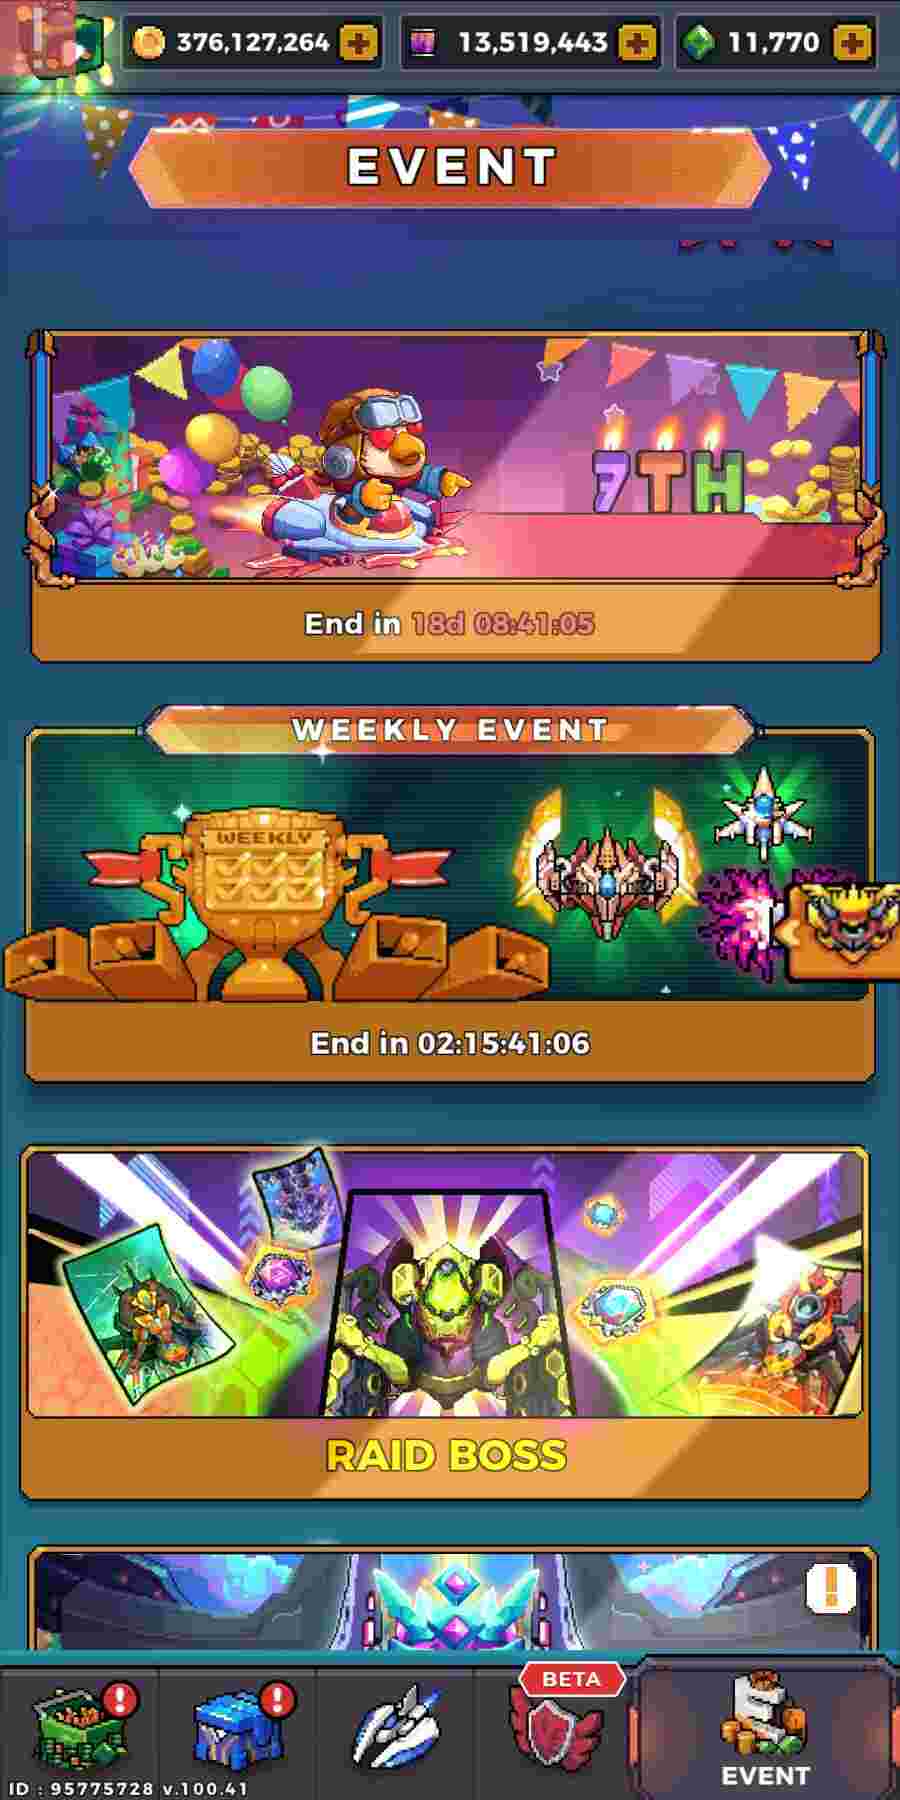 376,127,264
13,519,443
11,770
EVENT
7TH
End in 18d 08:41:05
WEEKLY EVENT
WEEKLY
End in 02:15:41:06
RAID BOSS
BETA
EVENT
ID : 95775728 v.100.41